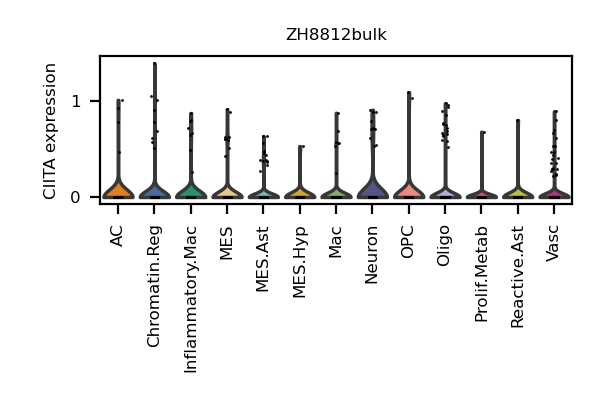 ZH8812bulk
CIITA expression
1
0
AC
Chromatin.Reg
Inflammatory.Mac
MES
MES.Ast
MES.Hyp
Mac
Neuron
OPC
Oligo
Prolif.Metab
Reactive.Ast
Vasc